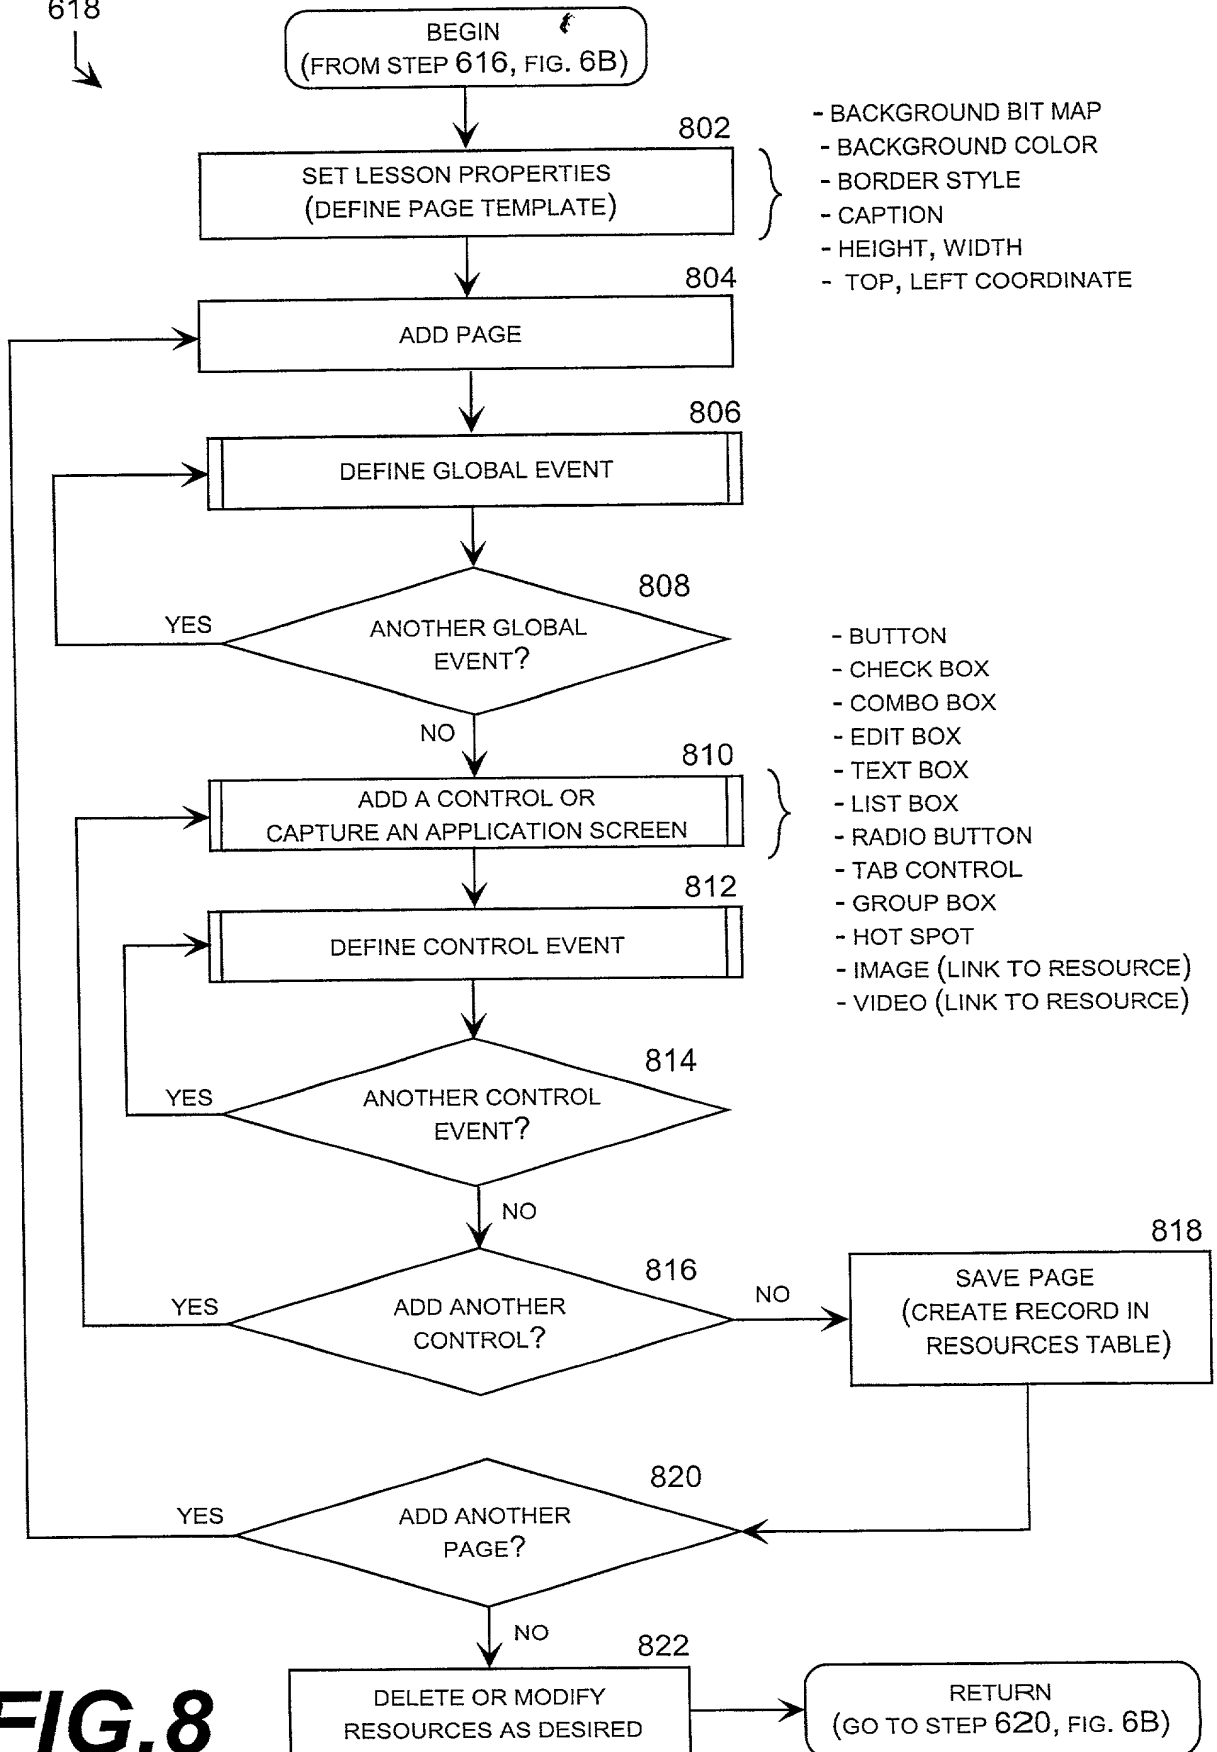 618
BEGIN
(FROM STEP 616, FIG. 6B)
802
SET LESSON PROPERTIES
(DEFINE PAGE TEMPLATE)
- BACKGROUND BIT MAP
- BACKGROUND COLOR
- BORDER STYLE
- CAPTION
- HEIGHT, WIDTH
- TOP, LEFT COORDINATE
804
ADD PAGE
806
DEFINE GLOBAL EVENT
808
YES
ANOTHER GLOBAL
EVENT?
NO
810
ADD A CONTROL OR
CAPTURE AN APPLICATION SCREEN
- BUTTON
- CHECK BOX
- COMBO BOX
- EDIT BOX
- TEXT BOX
- LIST BOX
- RADIO BUTTON
- TAB CONTROL
- GROUP BOX
- HOT SPOT
- IMAGE (LINK TO RESOURCE)
- VIDEO (LINK TO RESOURCE)
812
DEFINE CONTROL EVENT
814
YES
ANOTHER CONTROL
EVENT?
NO
816
YES
ADD ANOTHER
CONTROL?
NO
818
SAVE PAGE
(CREATE RECORD IN
RESOURCES TABLE)
820
YES
ADD ANOTHER
PAGE?
NO
822
DELETE OR MODIFY
RESOURCES AS DESIRED
RETURN
(GO TO STEP 620, FIG. 6B)
FIG.8